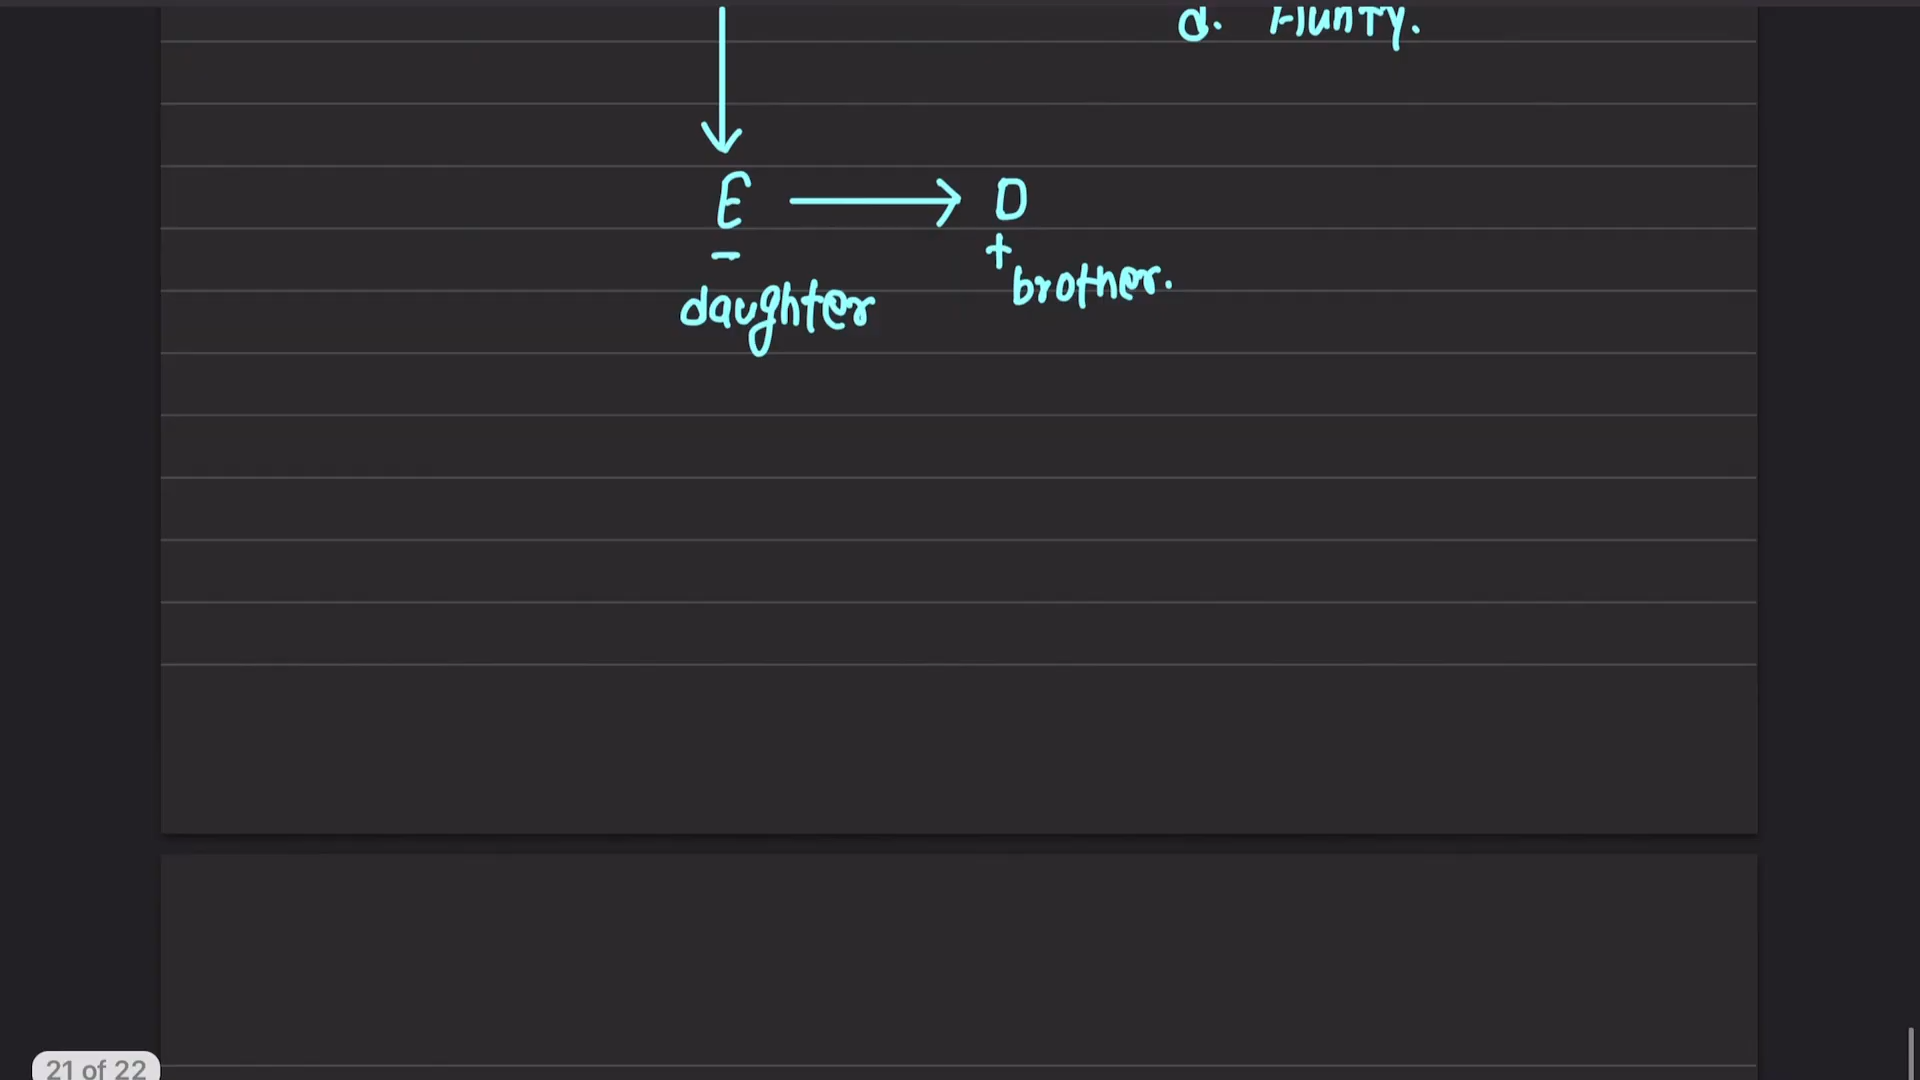 d. Aunty.
E → D
- +
brother.
daughter
21 of 22